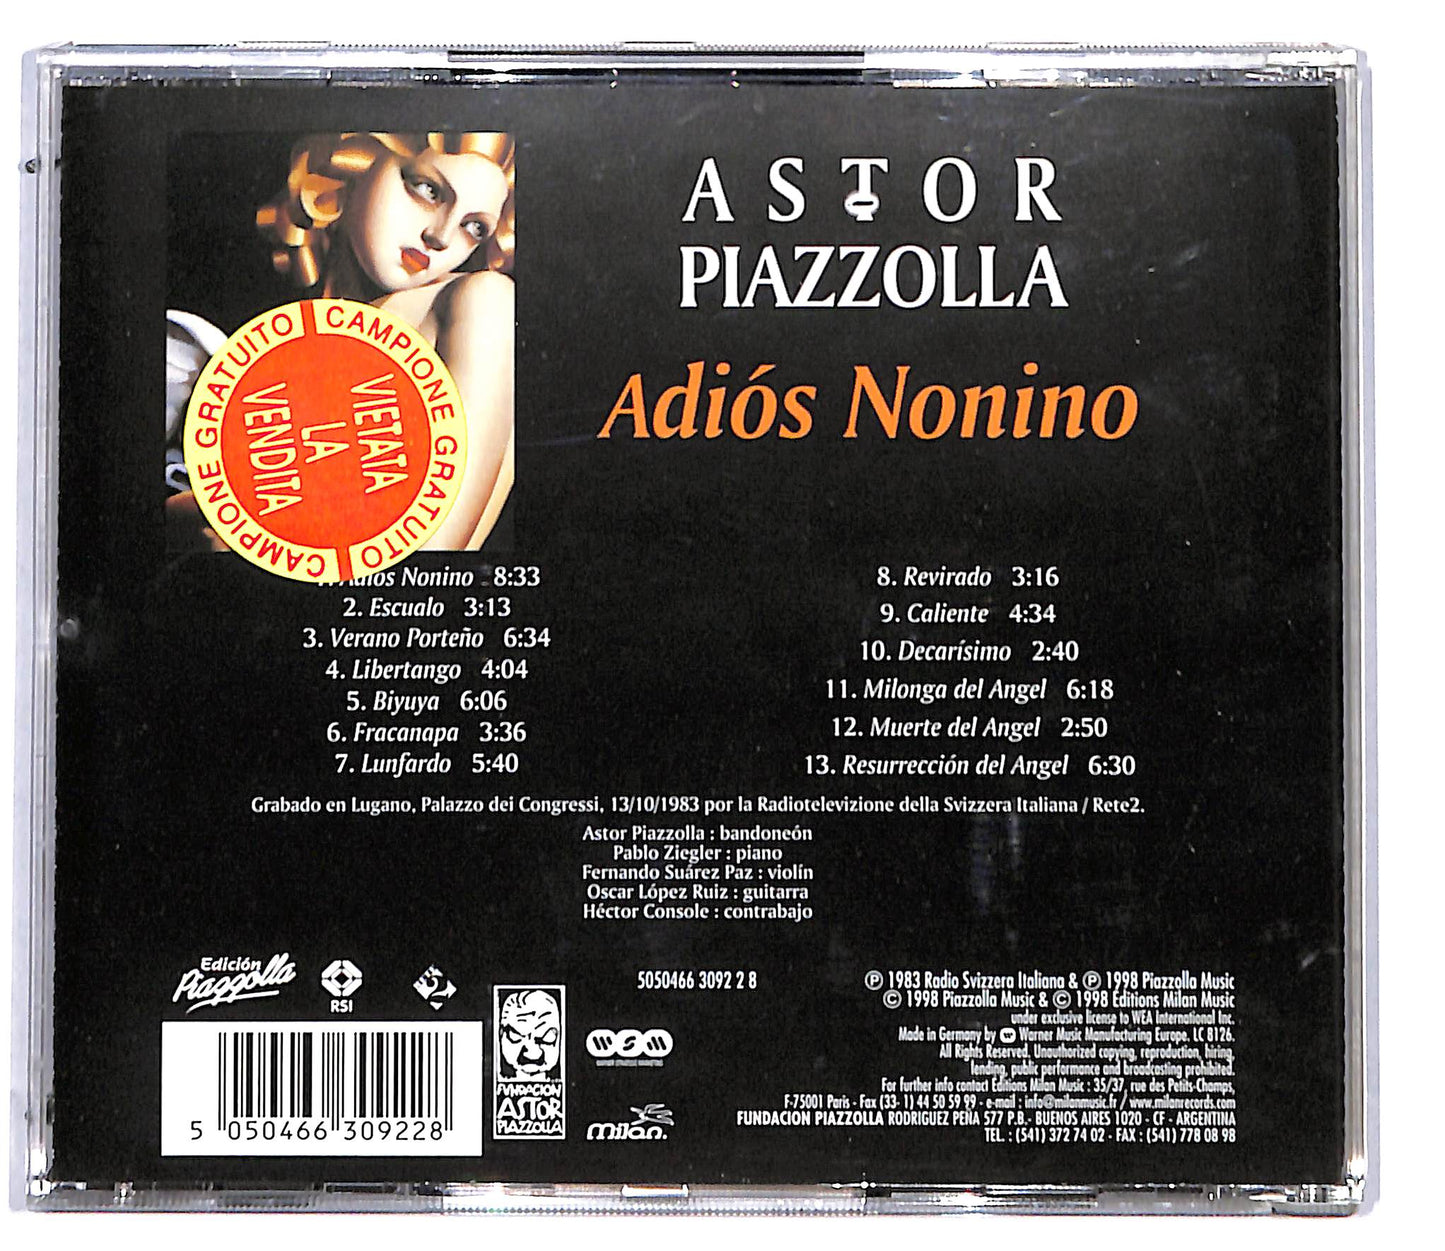 ASTOR
PIAZZOLLA
Adiós Nonino
CAMPIONE GRATUITO
CAMPIONE GRATUITO
VIETATA
LA
VENDITA
Adiós Nonino 8:33
2. Escualo 3:13
3. Verano Porteño 6:34
4. Libertango 4:04
5. Biyuya 6:06
6. Fracanapa 3:36
7. Lunfardo 5:40
8. Revirado 3:16
9. Caliente 4:34
10. Decarísimo 2:40
11. Milonga del Angel 6:18
12. Muerte del Angel 2:50
13. Resurrección del Angel 6:30
Grabado en Lugano, Palazzo dei Congressi, 13/10/1983 por la Radiotelevizione della Svizzera Italiana / Rete2.
Astor Piazzolla : bandoneón
Pablo Ziegler : piano
Fernando Suárez Paz : violín
Oscar López Ruiz : guitarra
Héctor Console : contrabajo
Edición
Piazzolla
RSI
5050466 3092 2 8
℗ 1983 Radio Svizzera Italiana & ℗ 1998 Piazzolla Music
© 1998 Piazzolla Music & © 1998 Editions Milan Music
under exclusive license to WEA International Inc.
Made in Germany by Warner Music Manufacturing Europe. LC 8126.
All Rights Reserved. Unauthorized copying, reproduction, hiring,
lending, public performance and broadcasting prohibited.
For further info contact Editions Milan Music : 35/37, rue des Petits-Champs,
F-75001 Paris - Fax (33- 1) 44 50 59 99 - e-mail : info@milanmusic.fr / www.milanrecords.com
FUNDACION PIAZZOLLA RODRIGUEZ PEÑA 577 P.B.- BUENOS AIRES 1020 - CF - ARGENTINA
TEL. : (541) 372 74 02 - FAX : (541) 778 08 98
5 050466 309228
FUNDACION
ASTOR
PIAZZOLLA
WSM
WARNER STRATEGIC MARKETING
milan.